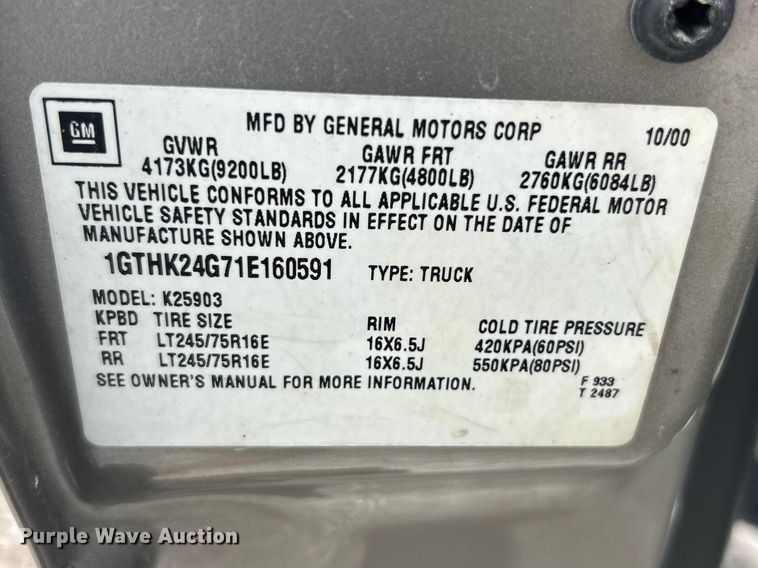 GM
MFD BY GENERAL MOTORS CORP 10/00
GVWR GAWR FRT GAWR RR
4173KG(9200LB) 2177KG(4800LB) 2760KG(6084LB)
THIS VEHICLE CONFORMS TO ALL APPLICABLE U.S. FEDERAL MOTOR
VEHICLE SAFETY STANDARDS IN EFFECT ON THE DATE OF
MANUFACTURE SHOWN ABOVE.
1GTHK24G71E160591 TYPE: TRUCK
MODEL: K25903
KPBD TIRE SIZE RIM COLD TIRE PRESSURE
FRT LT245/75R16E 16X6.5J 420KPA(60PSI)
RR LT245/75R16E 16X6.5J 550KPA(80PSI)
SEE OWNER'S MANUAL FOR MORE INFORMATION.
F 933
T 2487
Purple Wave Auction